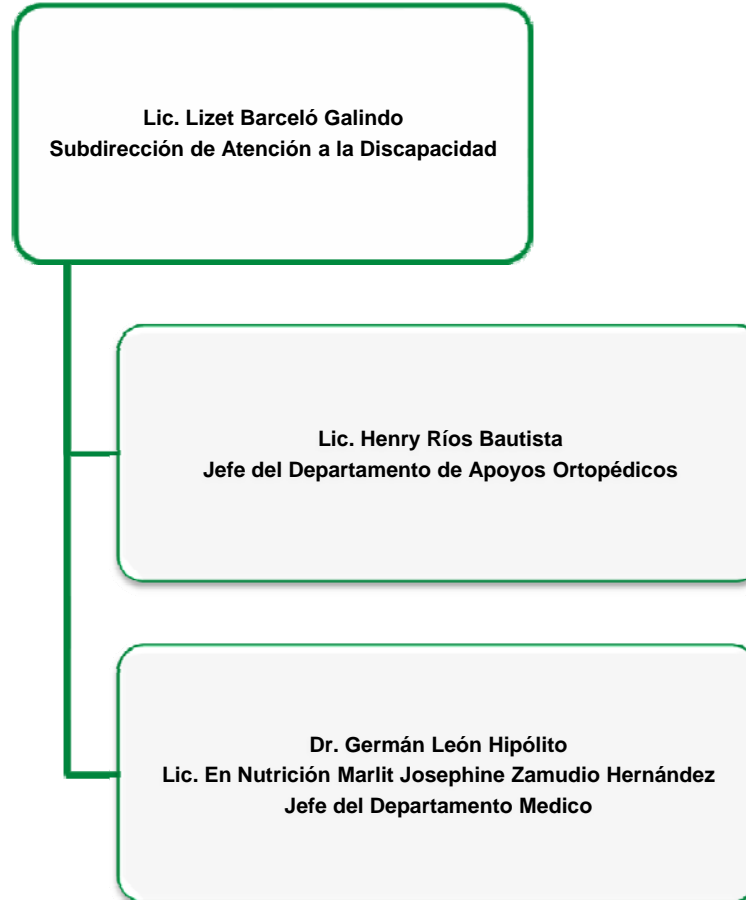 Lic. Lizet Barceló Galindo
Subdirección de Atención a la Discapacidad
Lic. Henry Ríos Bautista
Jefe del Departamento de Apoyos Ortopédicos
Dr. Germán León Hipólito
Lic. En Nutrición Marlit Josephine Zamudio Hernández
Jefe del Departamento Medico